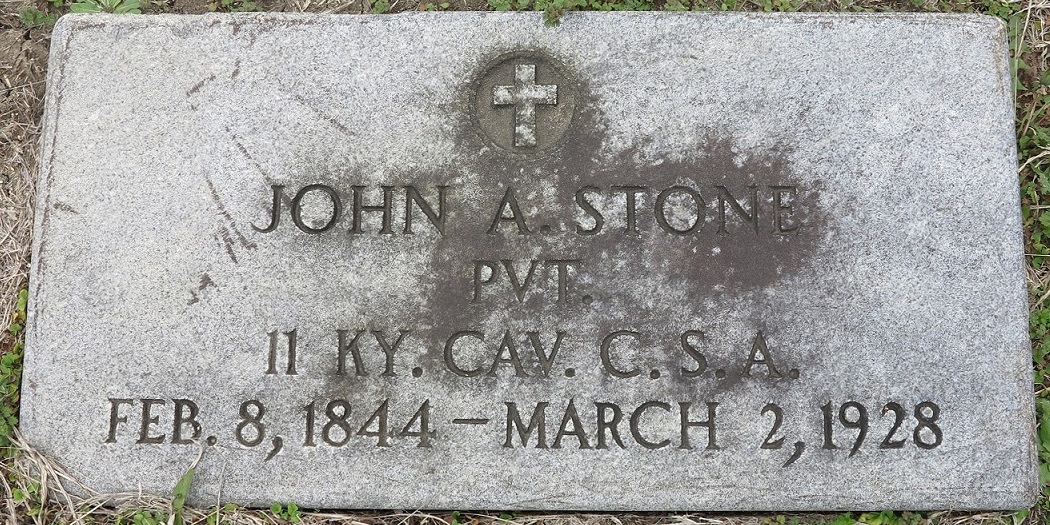 JOHN A. STONE
PVT.
11 KY. CAV. C. S. A.
FEB. 8, 1844 – MARCH 2, 1928